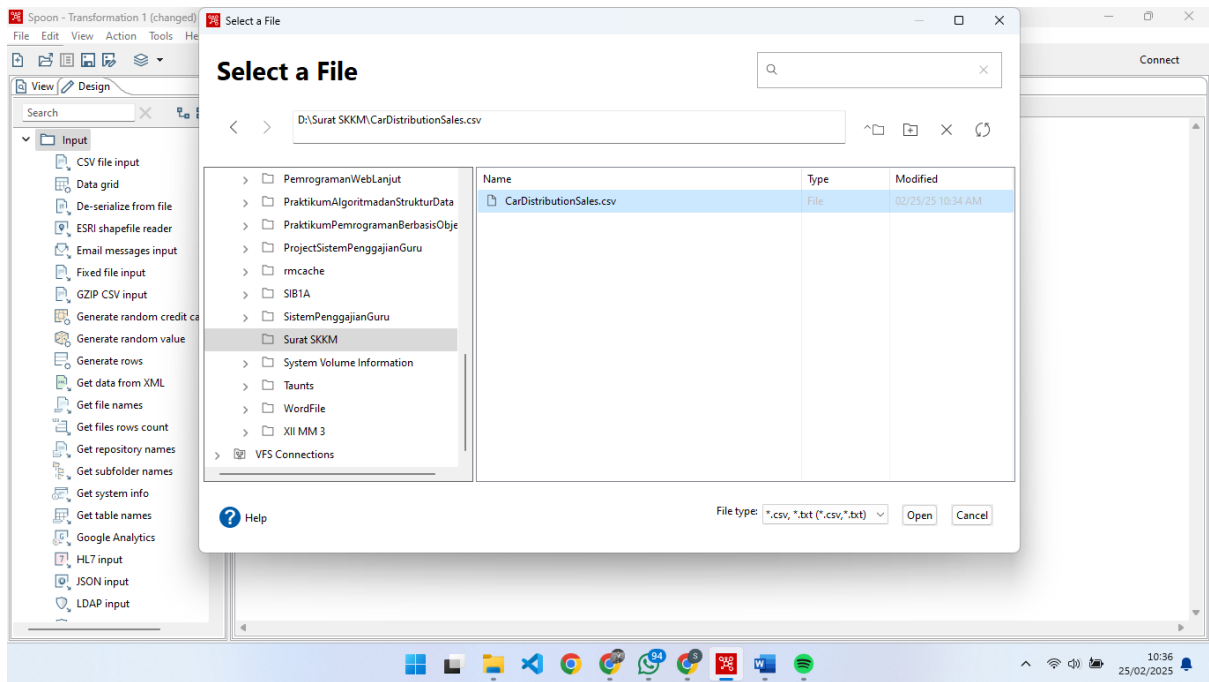 Spoon - Transformation 1 (changed)
Select a File
File Edit View Action Tools He
Connect
Select a File
View Design
Search
D:\Surat SKKM\CarDistributionSales.csv
Input
CSV file input
Data grid
De-serialize from file
ESRI shapefile reader
Email messages input
Fixed file input
GZIP CSV input
Generate random credit ca
Generate random value
Generate rows
Get data from XML
Get file names
Get files rows count
Get repository names
Get subfolder names
Get system info
Get table names
Google Analytics
HL7 input
JSON input
LDAP input
PemrogramanWebLanjut
PraktikumAlgoritmadanStrukturData
PraktikumPemrogramanBerbasisObje
ProjectSistemPenggajianGuru
rmcache
SIB1A
SistemPenggajianGuru
Surat SKKM
System Volume Information
Taunts
WordFile
XII MM 3
VFS Connections
Name Type Modified
CarDistributionSales.csv File 02/25/25 10:34 AM
Help
File type: *.csv, *.txt (*.csv,*.txt) Open Cancel
94
10:36
25/02/2025